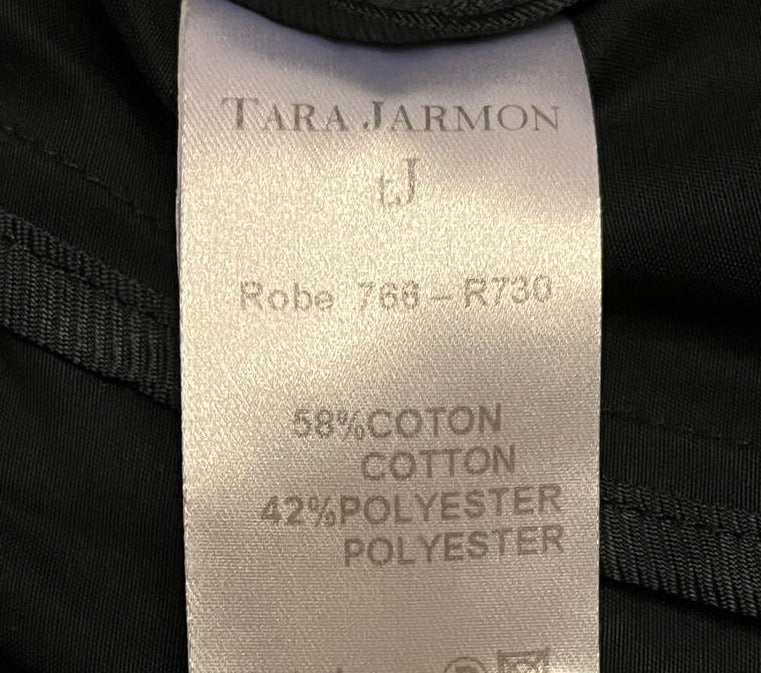 TARA JARMON
tJ
Robe 766 – R730
58%COTON
COTTON
42%POLYESTER
POLYESTER